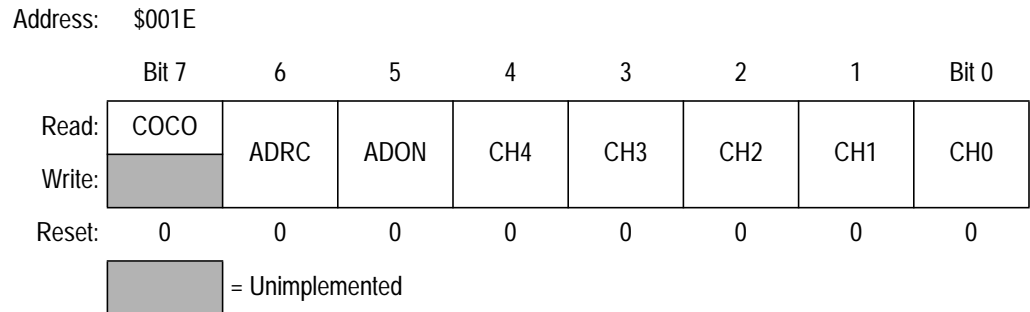 Address: $001E
Bit 7 6 5 4 3 2 1 Bit 0
Read: COCO
ADRC ADON CH4 CH3 CH2 CH1 CH0
Write:
Reset: 0 0 0 0 0 0 0 0
= Unimplemented